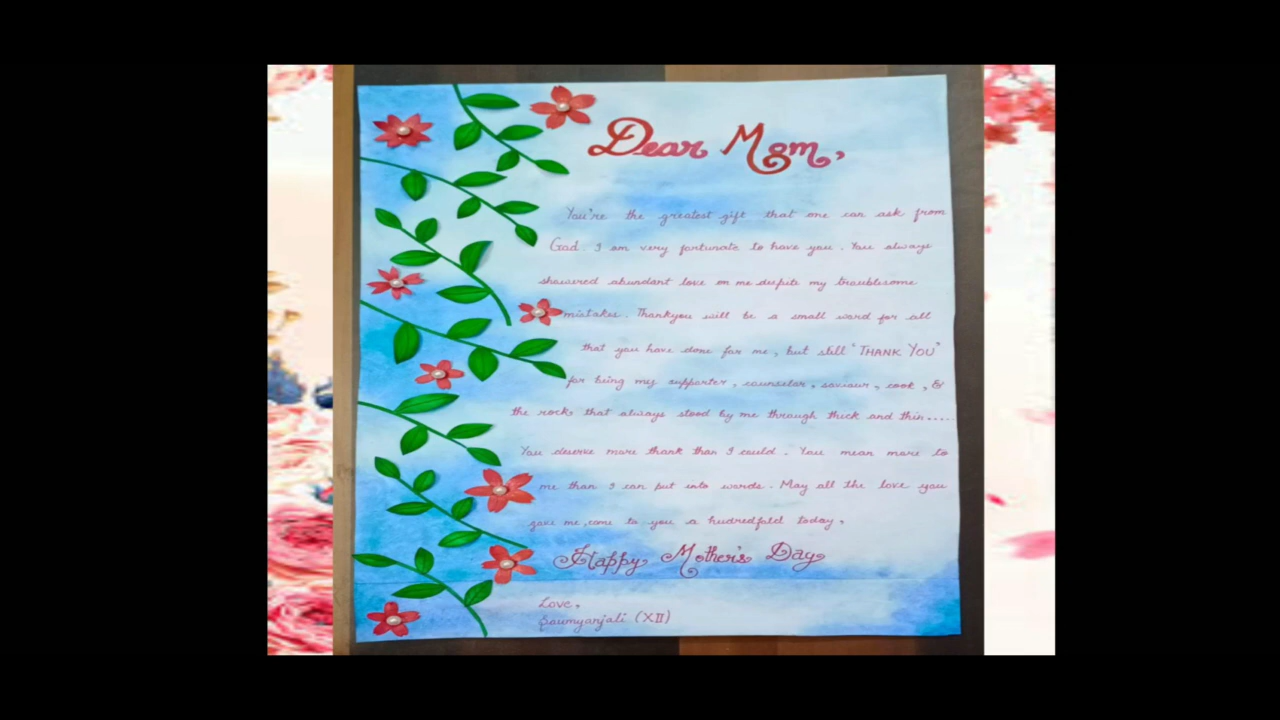 Dear Mom,
You're the greatest gift that one can ask from
God. I am very fortunate to have you. You always
showered abundant love on me despite my troublesome
mistakes. Thankyou will be a small word for all
that you have done for me, but still "THANK YOU"
for being my supporter, counselor, saviour, cook, &
the rock, that always stood by me through thick and thin.....
You deserve more thank than I could. You mean more to
me than I can put into words. May all the love you
gave me, come to you a hudredfold today,
Happy Mother's Day
Love,
Saumyanjali (XII)